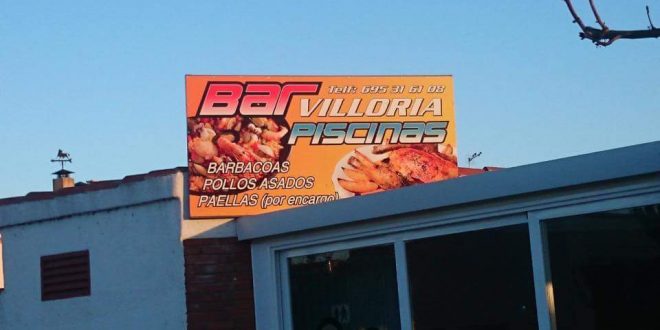 Bar
Telf: 695 31 61 08
VILLORIA
PISCINAS
BARBACOAS
POLLOS ASADOS
PAELLAS (por encargo)